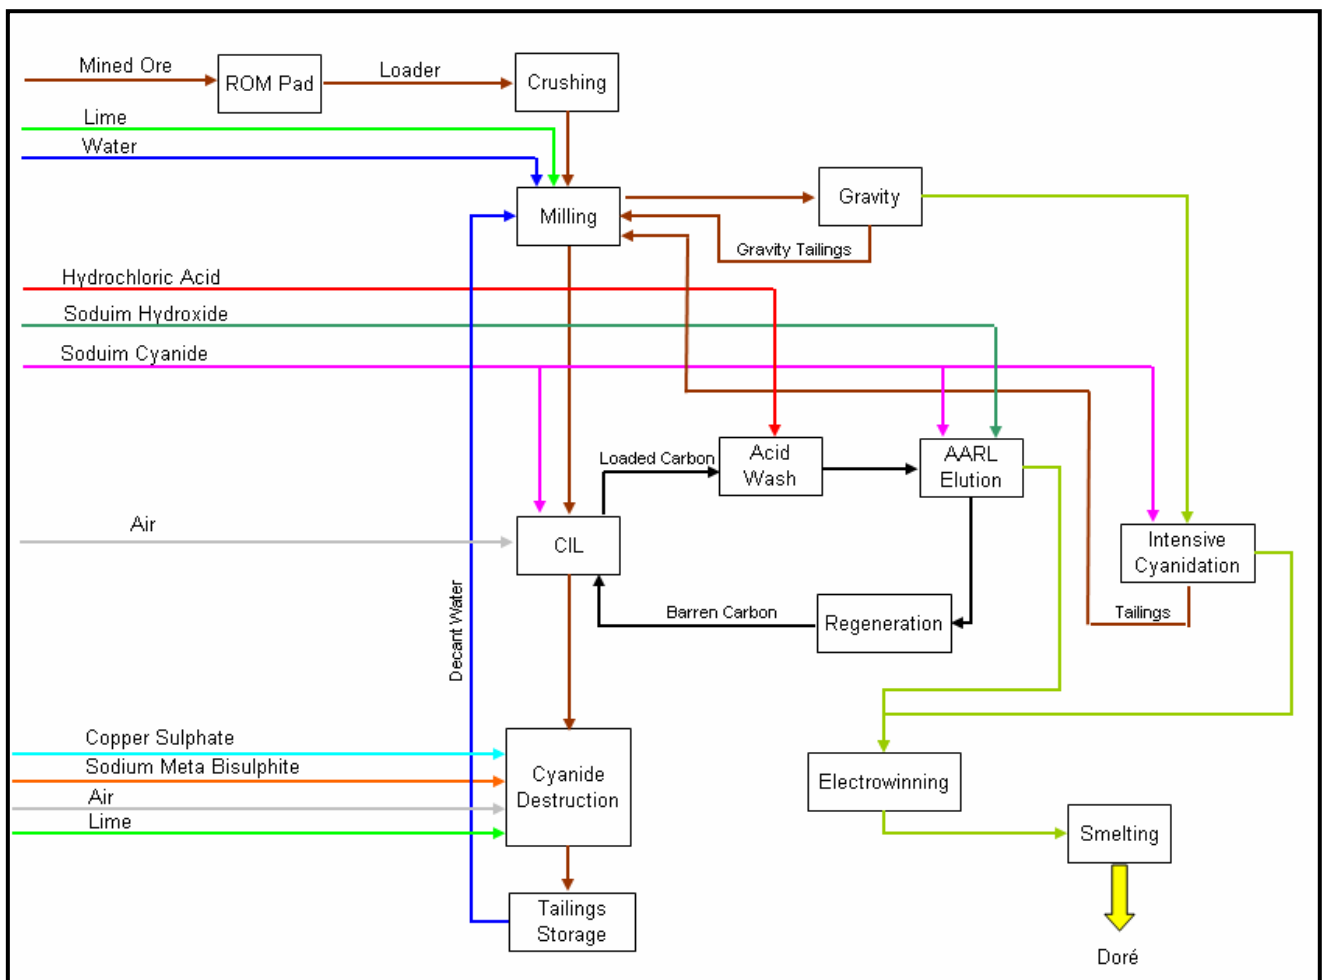 Mined Ore
ROM Pad
Loader
Crushing
Lime
Water
Milling
Gravity
Gravity Tailings
Hydrochloric Acid
Soduim Hydroxide
Soduim Cyanide
Loaded Carbon
Acid
Wash
AARL
Elution
Air
CIL
Intensive
Cyanidation
Decant Water
Barren Carbon
Regeneration
Tailings
Copper Sulphate
Sodium Meta Bisulphite
Air
Lime
Cyanide
Destruction
Electrowinning
Smelting
Tailings
Storage
Doré